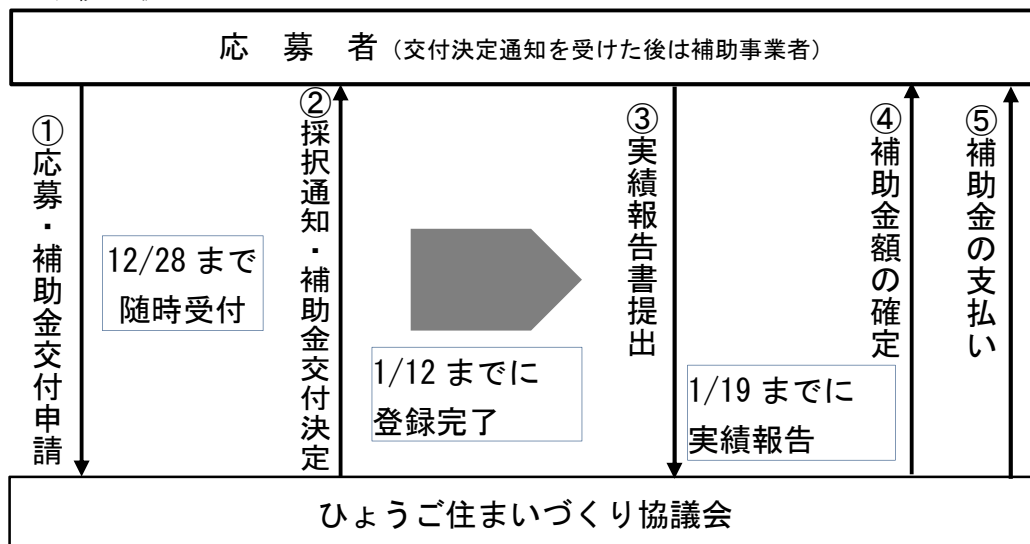 応 募 者（交付決定通知を受けた後は補助事業者）
①応募・補助金交付申請
12/28 まで
随時受付
②採択通知・補助金交付決定
1/12 までに
登録完了
③実績報告書提出
1/19 までに
実績報告
④補助金額の確定
⑤補助金の支払い
ひょうご住まいづくり協議会